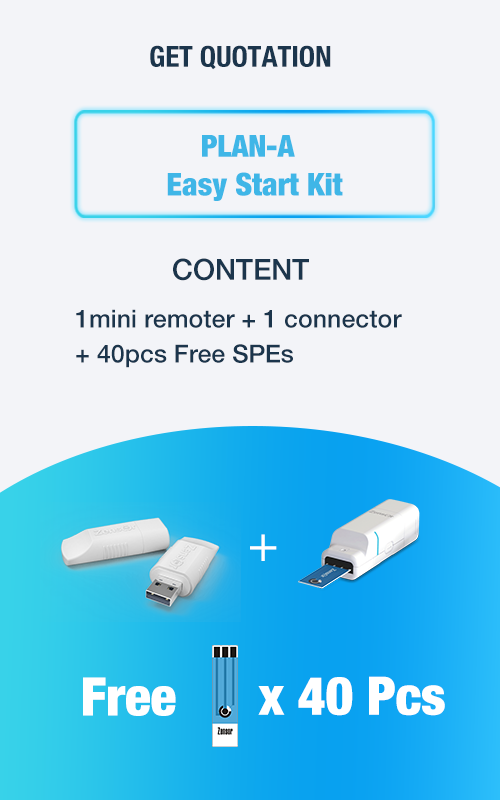 GET QUOTATION
PLAN-A
Easy Start Kit
CONTENT
1mini remoter + 1 connector
+ 40pcs Free SPEs
+
Free
Zensor
x 40 Pcs